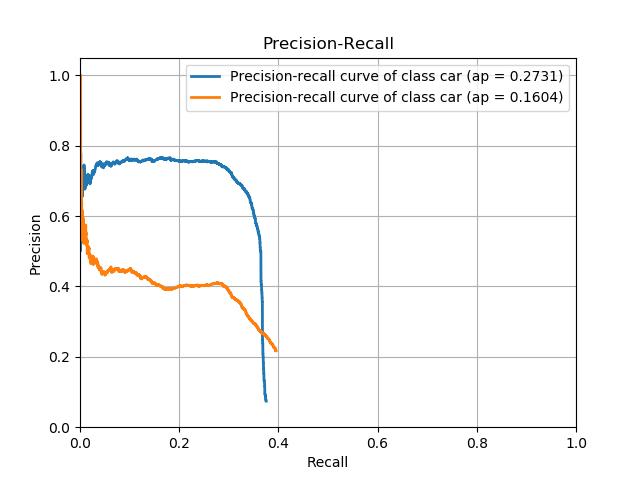 Precision-Recall
Precision-recall curve of class car (ap = 0.2731)
Precision-recall curve of class car (ap = 0.1604)
1.0
0.8
0.6
0.4
0.2
0.0
Precision
0.0 0.2 0.4 0.6 0.8 1.0
Recall